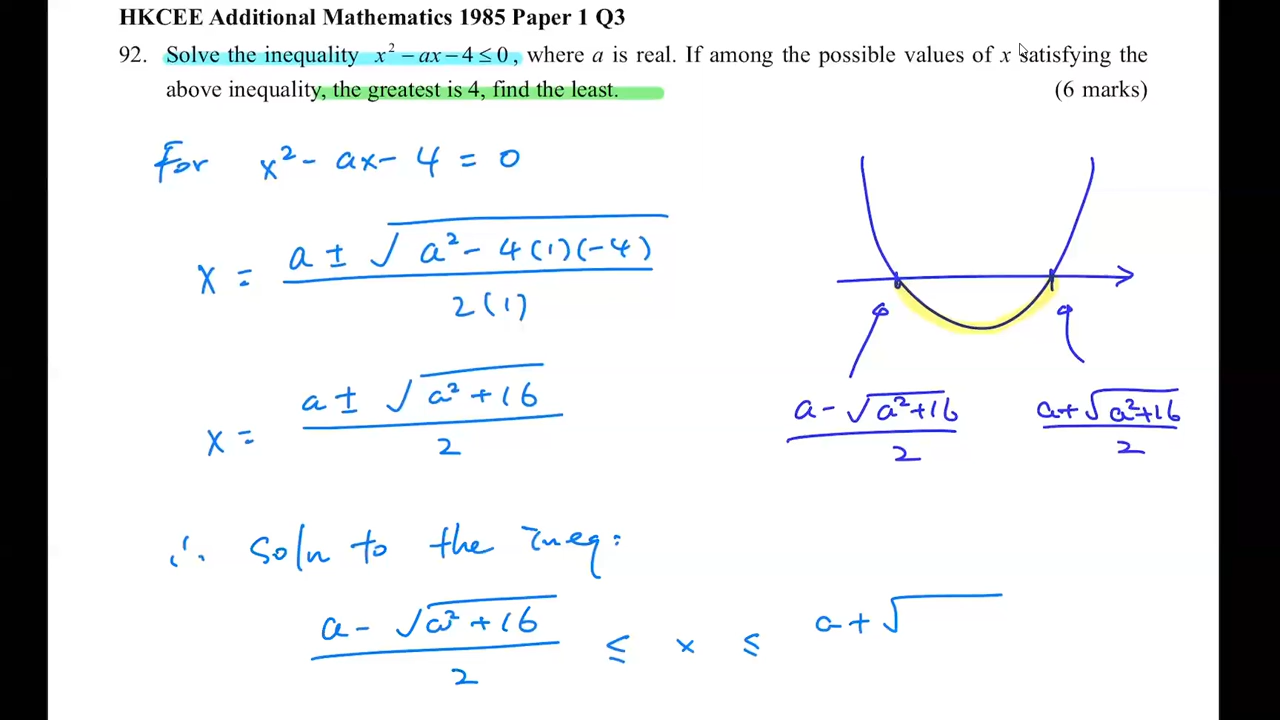 HKCEE Additional Mathematics 1985 Paper 1 Q3
92. Solve the inequality x² − ax − 4 ≤ 0, where a is real. If among the possible values of x satisfying the
above inequality, the greatest is 4, find the least. (6 marks)
For x² - ax - 4 = 0
x = (a ± √(a² - 4(1)(-4))) / 2(1)
x = (a ± √(a² + 16)) / 2
(a - √(a²+16)) / 2 (a + √(a²+16)) / 2
∴ Soln to the Ineq:
(a - √(a² + 16)) / 2 ≤ x ≤ a + √